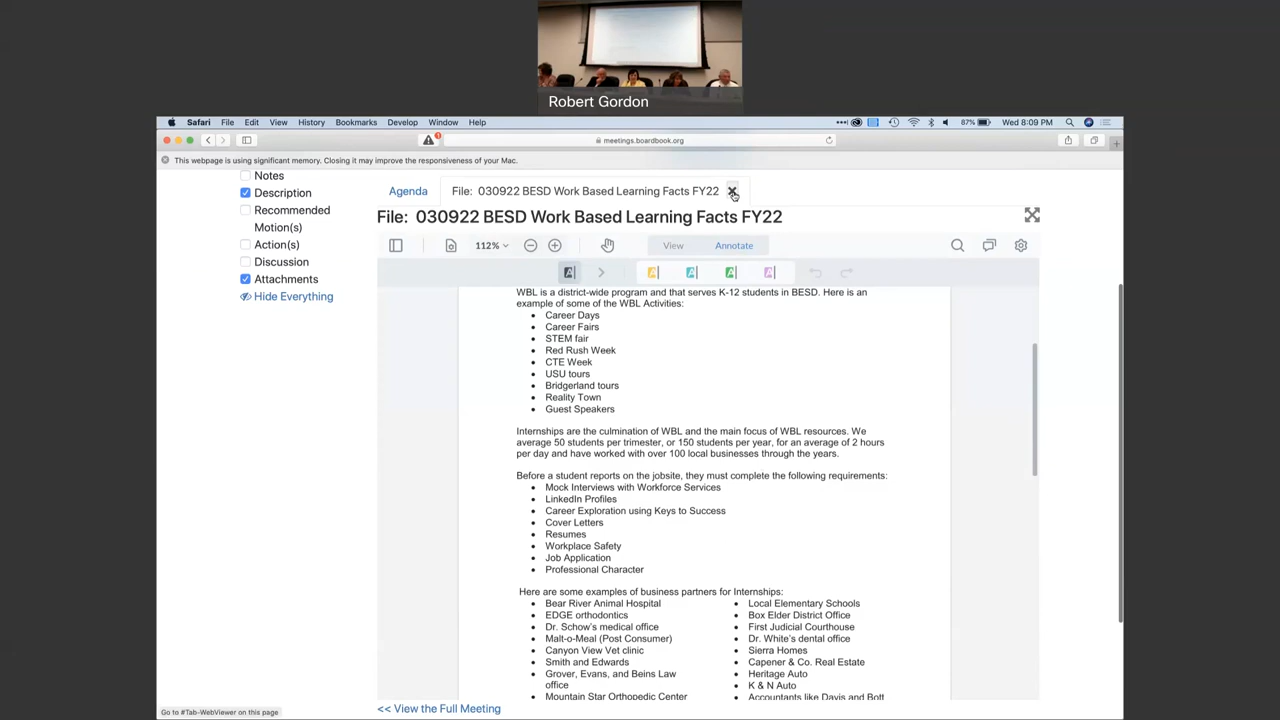 Robert Gordon
Safari File Edit View History Bookmarks Develop Window Help 87% Wed 8:09 PM
1 meetings.boardbook.org
This webpage is using significant memory. Closing it may improve the responsiveness of your Mac.
Notes
Description
Recommended
Motion(s)
Action(s)
Discussion
Attachments
Hide Everything
Agenda File: 030922 BESD Work Based Learning Facts FY22
File: 030922 BESD Work Based Learning Facts FY22
112% View Annotate
WBL is a district-wide program and that serves K-12 students in BESD. Here is an
example of some of the WBL Activities:
• Career Days
• Career Fairs
• STEM fair
• Red Rush Week
• CTE Week
• USU tours
• Bridgerland tours
• Reality Town
• Guest Speakers
Internships are the culmination of WBL and the main focus of WBL resources. We
average 50 students per trimester, or 150 students per year, for an average of 2 hours
per day and have worked with over 100 local businesses through the years.
Before a student reports on the jobsite, they must complete the following requirements:
• Mock Interviews with Workforce Services
• LinkedIn Profiles
• Career Exploration using Keys to Success
• Cover Letters
• Resumes
• Workplace Safety
• Job Application
• Professional Character
Here are some examples of business partners for Internships:
• Bear River Animal Hospital
• EDGE orthodontics
• Dr. Schow's medical office
• Malt-o-Meal (Post Consumer)
• Canyon View Vet clinic
• Smith and Edwards
• Grover, Evans, and Beins Law
office
• Mountain Star Orthopedic Center
• Local Elementary Schools
• Box Elder District Office
• First Judicial Courthouse
• Dr. White's dental office
• Sierra Homes
• Capener & Co. Real Estate
• Heritage Auto
• K & N Auto
• Accountants like Davis and Bott
<< View the Full Meeting
Go to #Tab-WebViewer on this page